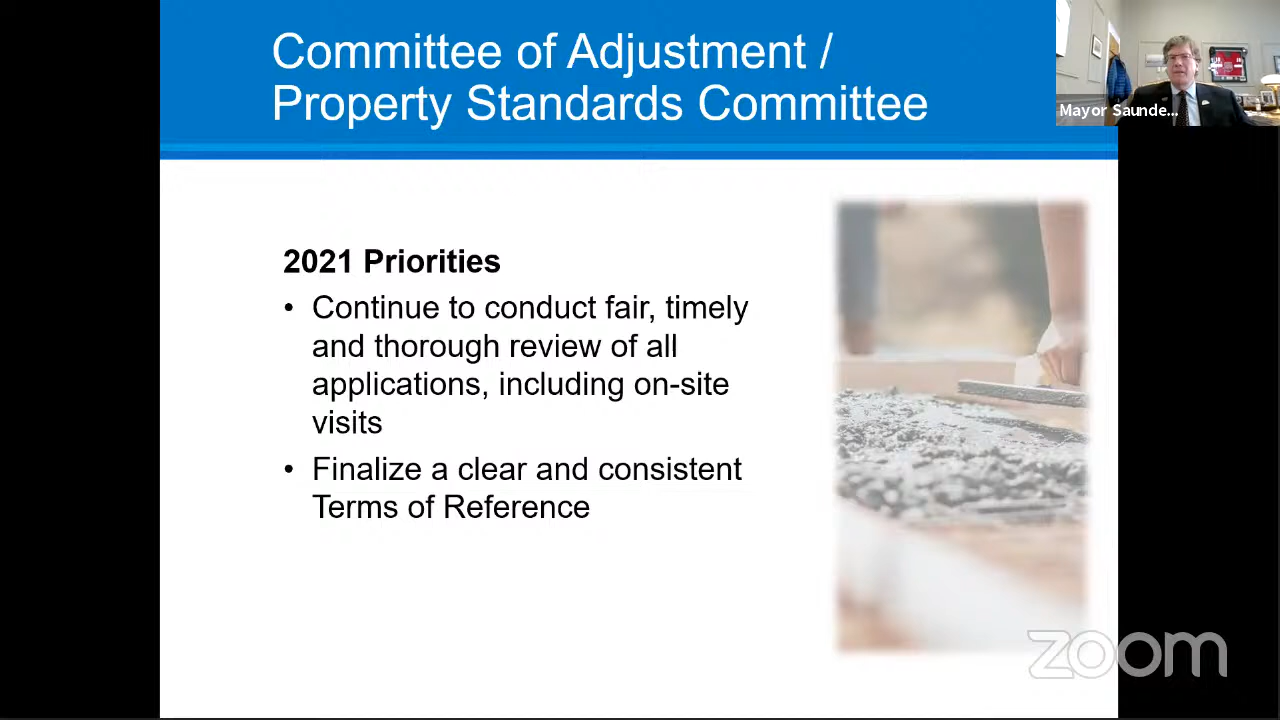 Committee of Adjustment /
Property Standards Committee
Mayor Saunde...
2021 Priorities
• Continue to conduct fair, timely
and thorough review of all
applications, including on-site
visits
• Finalize a clear and consistent
Terms of Reference
zoom